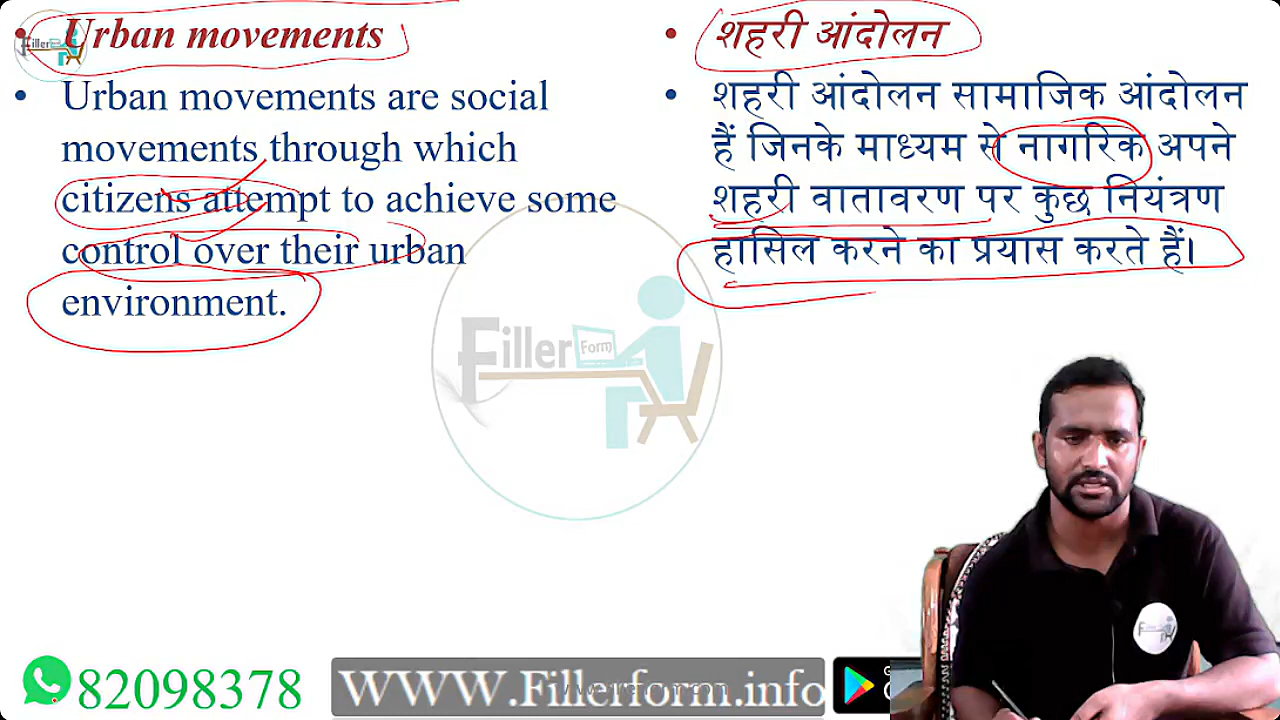 Urban movements
Urban movements are social
movements through which
citizens attempt to achieve some
control over their urban
environment.
शहरी आंदोलन
शहरी आंदोलन सामाजिक आंदोलन
हैं जिनके माध्यम से नागरिक अपने
शहरी वातावरण पर कुछ नियंत्रण
हासिल करने का प्रयास करते हैं।
Filler Form
82098378
WWW.Fillerform.info